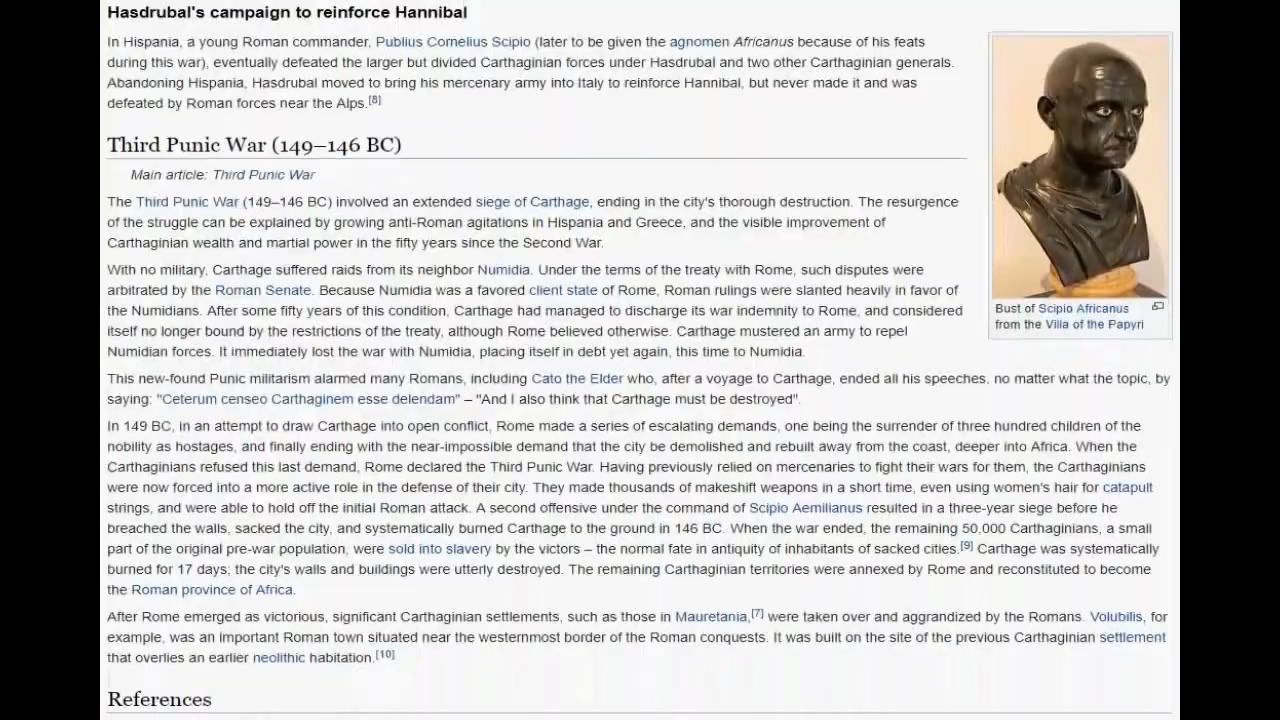 Hasdrubal's campaign to reinforce Hannibal
In Hispania, a young Roman commander, Publius Cornelius Scipio (later to be given the agnomen Africanus because of his feats
during this war), eventually defeated the larger but divided Carthaginian forces under Hasdrubal and two other Carthaginian generals.
Abandoning Hispania, Hasdrubal moved to bring his mercenary army into Italy to reinforce Hannibal, but never made it and was
defeated by Roman forces near the Alps.[8]
Third Punic War (149–146 BC)
Main article: Third Punic War
The Third Punic War (149–146 BC) involved an extended siege of Carthage, ending in the city's thorough destruction. The resurgence
of the struggle can be explained by growing anti-Roman agitations in Hispania and Greece, and the visible improvement of
Carthaginian wealth and martial power in the fifty years since the Second War.
With no military, Carthage suffered raids from its neighbor Numidia. Under the terms of the treaty with Rome, such disputes were
arbitrated by the Roman Senate. Because Numidia was a favored client state of Rome, Roman rulings were slanted heavily in favor of
the Numidians. After some fifty years of this condition, Carthage had managed to discharge its war indemnity to Rome, and considered
itself no longer bound by the restrictions of the treaty, although Rome believed otherwise. Carthage mustered an army to repel
Numidian forces. It immediately lost the war with Numidia, placing itself in debt yet again, this time to Numidia.
Bust of Scipio Africanus
from the Villa of the Papyri
This new-found Punic militarism alarmed many Romans, including Cato the Elder who, after a voyage to Carthage, ended all his speeches, no matter what the topic, by
saying: "Ceterum censeo Carthaginem esse delendam" – "And I also think that Carthage must be destroyed".
In 149 BC, in an attempt to draw Carthage into open conflict, Rome made a series of escalating demands, one being the surrender of three hundred children of the
nobility as hostages, and finally ending with the near-impossible demand that the city be demolished and rebuilt away from the coast, deeper into Africa. When the
Carthaginians refused this last demand, Rome declared the Third Punic War. Having previously relied on mercenaries to fight their wars for them, the Carthaginians
were now forced into a more active role in the defense of their city. They made thousands of makeshift weapons in a short time, even using women's hair for catapult
strings, and were able to hold off the initial Roman attack. A second offensive under the command of Scipio Aemilianus resulted in a three-year siege before he
breached the walls, sacked the city, and systematically burned Carthage to the ground in 146 BC. When the war ended, the remaining 50,000 Carthaginians, a small
part of the original pre-war population, were sold into slavery by the victors – the normal fate in antiquity of inhabitants of sacked cities.[9] Carthage was systematically
burned for 17 days; the city's walls and buildings were utterly destroyed. The remaining Carthaginian territories were annexed by Rome and reconstituted to become
the Roman province of Africa.
After Rome emerged as victorious, significant Carthaginian settlements, such as those in Mauretania,[7] were taken over and aggrandized by the Romans. Volubilis, for
example, was an important Roman town situated near the westernmost border of the Roman conquests. It was built on the site of the previous Carthaginian settlement
that overlies an earlier neolithic habitation.[10]
References